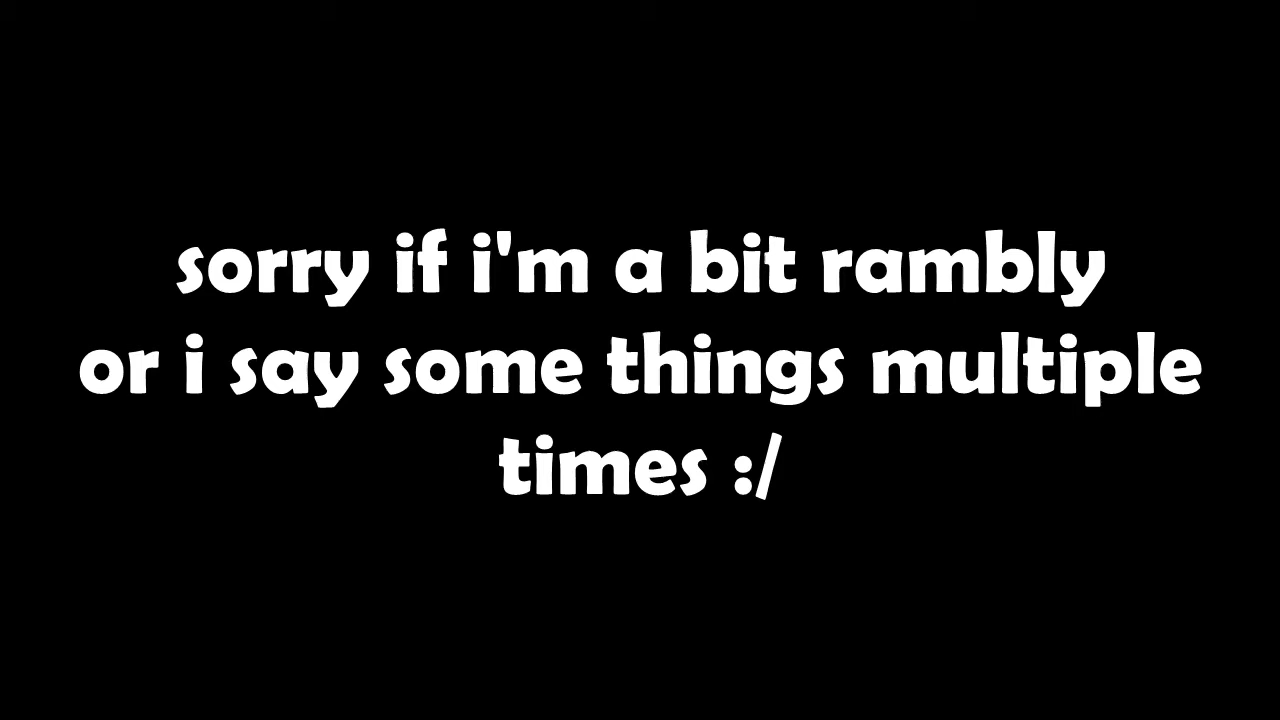 sorry if i'm a bit rambly
or i say some things multiple
times :/